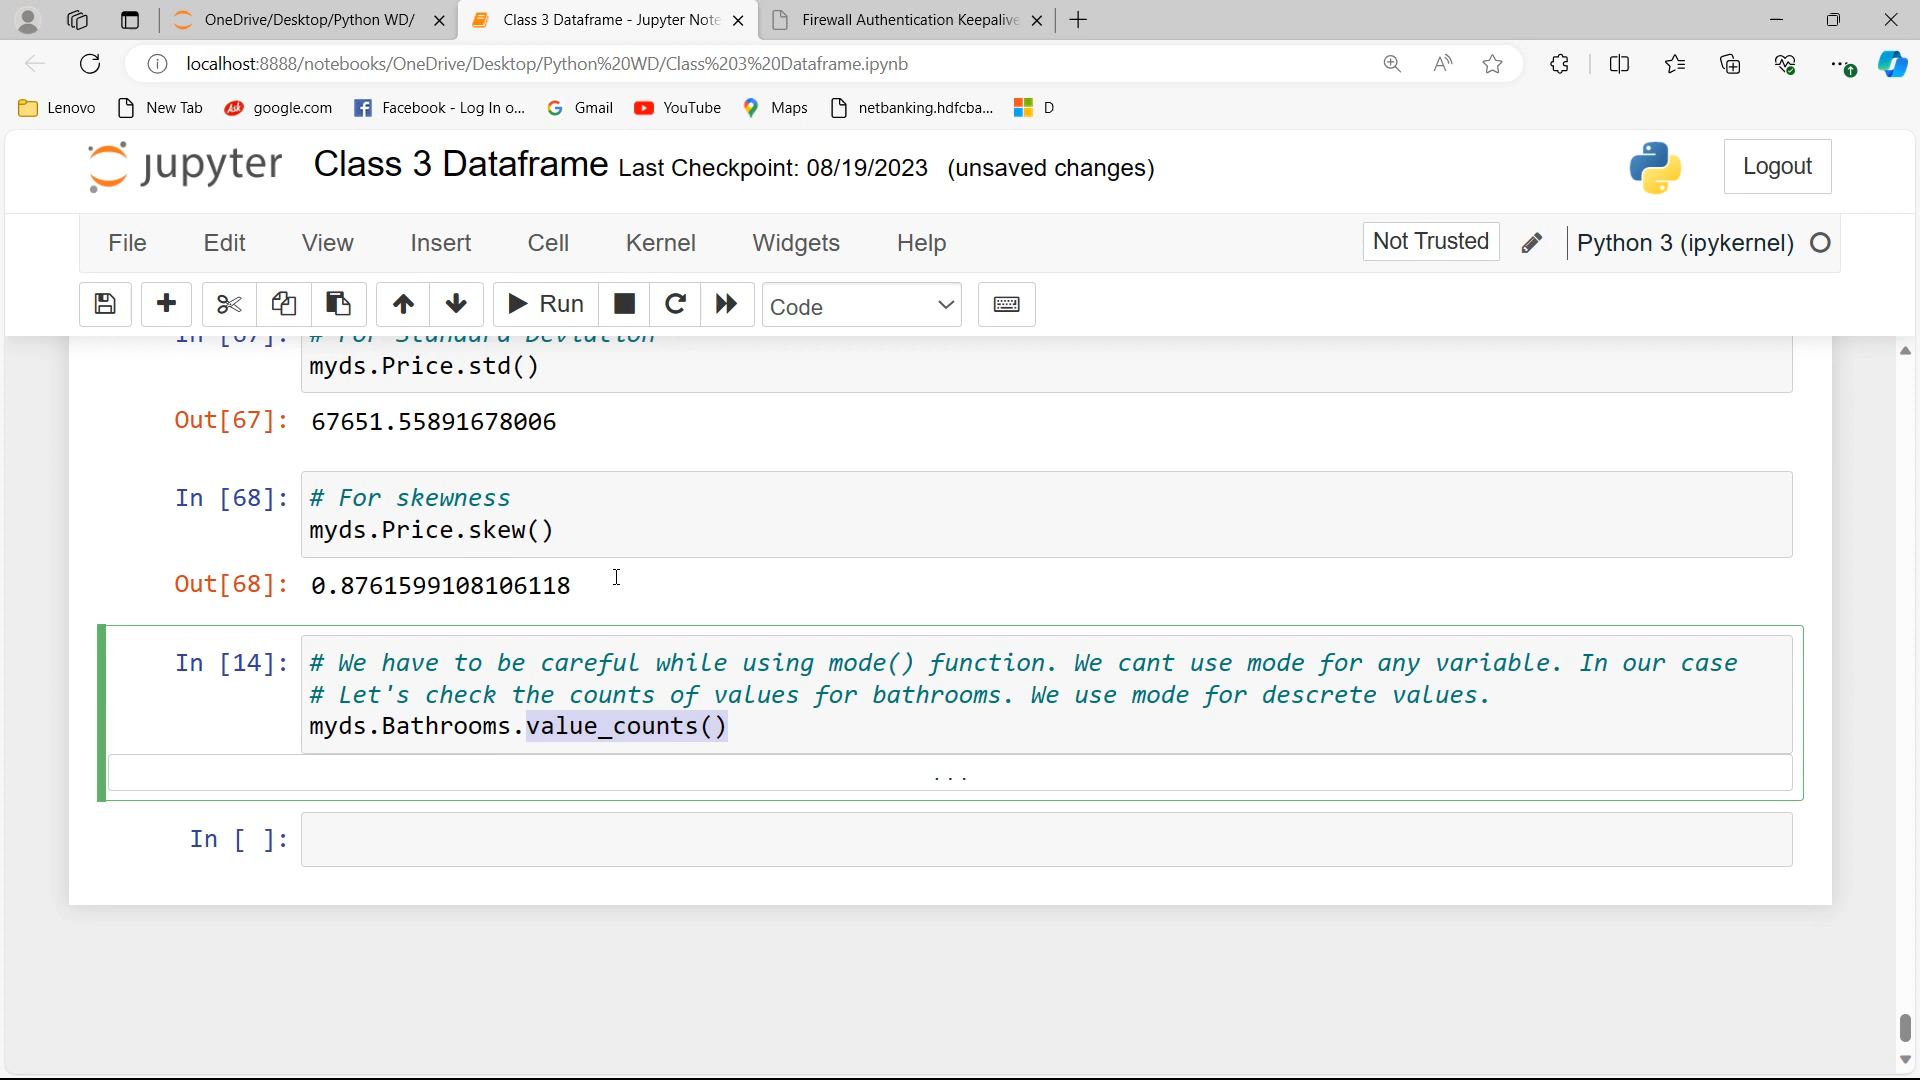 OneDrive/Desktop/Python WD/
Class 3 Dataframe - Jupyter Note
Firewall Authentication Keepalive
localhost:8888/notebooks/OneDrive/Desktop/Python%20WD/Class%203%20Dataframe.ipynb
Lenovo New Tab google.com Facebook - Log In o... Gmail YouTube Maps netbanking.hdfcba... D
jupyter Class 3 Dataframe Last Checkpoint: 08/19/2023 (unsaved changes) Logout
File Edit View Insert Cell Kernel Widgets Help Not Trusted Python 3 (ipykernel)
Run Code
In [67]: # For Standard Deviation
myds.Price.std()
Out[67]: 67651.55891678006
In [68]: # For skewness
myds.Price.skew()
Out[68]: 0.8761599108106118
In [14]: # We have to be careful while using mode() function. We cant use mode for any variable. In our case
# Let's check the counts of values for bathrooms. We use mode for descrete values.
myds.Bathrooms.value_counts()
...
In [ ]: